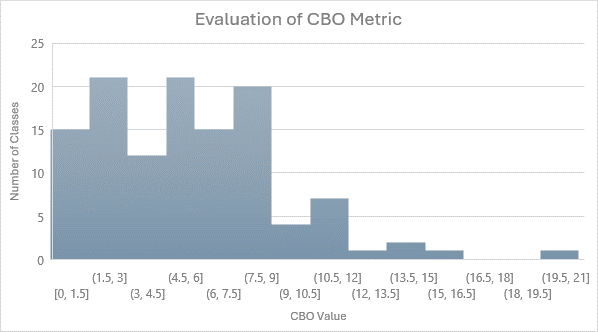 Evaluation of CBO Metric
25
20
15
10
5
0
Number of Classes
(1.5, 3] (4.5, 6] (7.5, 9] (10.5, 12] (13.5, 15] (16.5, 18] (19.5, 21]
[0, 1.5] (3, 4.5] (6, 7.5] (9, 10.5] (12, 13.5] (15, 16.5] (18, 19.5]
CBO Value